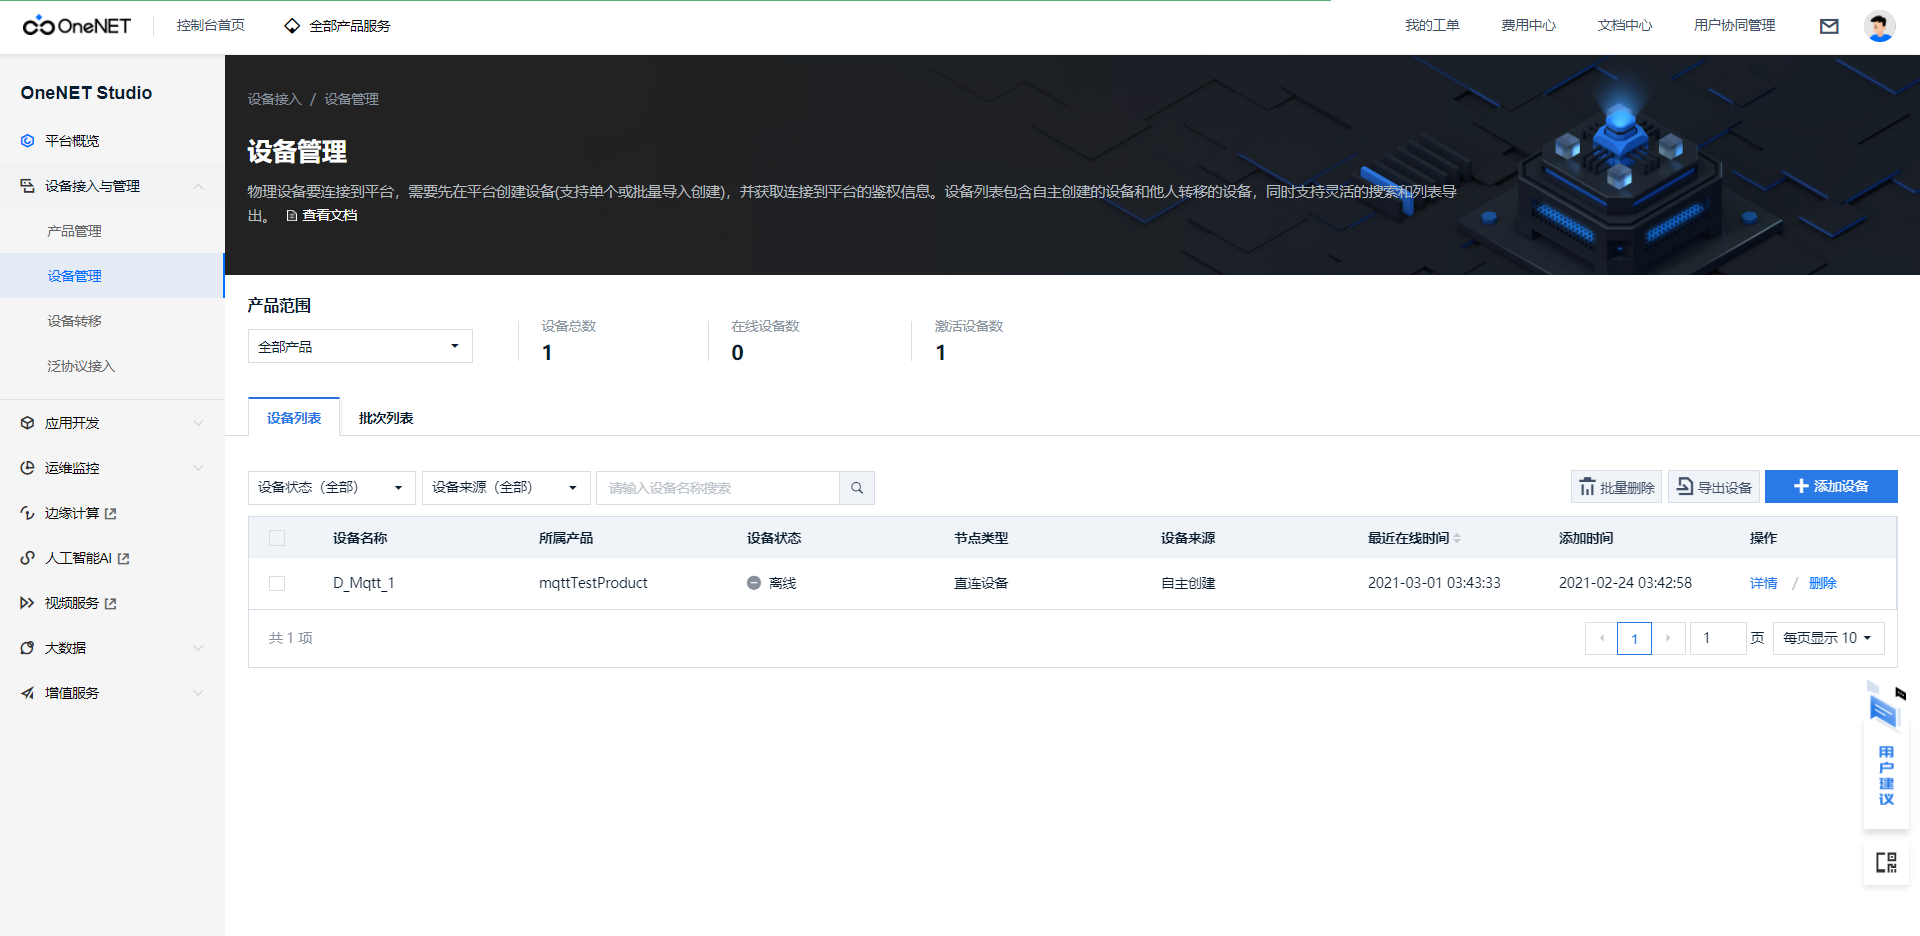 OneNET 控制台首页 全部产品服务 我的工单 费用中心 文档中心 用户协同管理
OneNET Studio
平台概览
设备接入与管理
产品管理
设备管理
设备转移
泛协议接入
应用开发
运维监控
边缘计算
人工智能AI
视频服务
大数据
增值服务
设备接入 / 设备管理
设备管理
物理设备要连接到平台，需要先在平台创建设备(支持单个或批量导入创建)，并获取连接到平台的鉴权信息。设备列表包含自主创建的设备和他人转移的设备，同时支持灵活的搜索和列表导
出。 查看文档
产品范围
全部产品
设备总数 在线设备数 激活设备数
1 0 1
设备列表 批次列表
设备状态（全部） 设备来源（全部） 请输入设备名称搜索 批量删除 导出设备 添加设备
设备名称 所属产品 设备状态 节点类型 设备来源 最近在线时间 添加时间 操作
D_Mqtt_1 mqttTestProduct 离线 直连设备 自主创建 2021-03-01 03:43:33 2021-02-24 03:42:58 详情 / 删除
共 1 项 1 1 页 每页显示 10
用
户
建
议